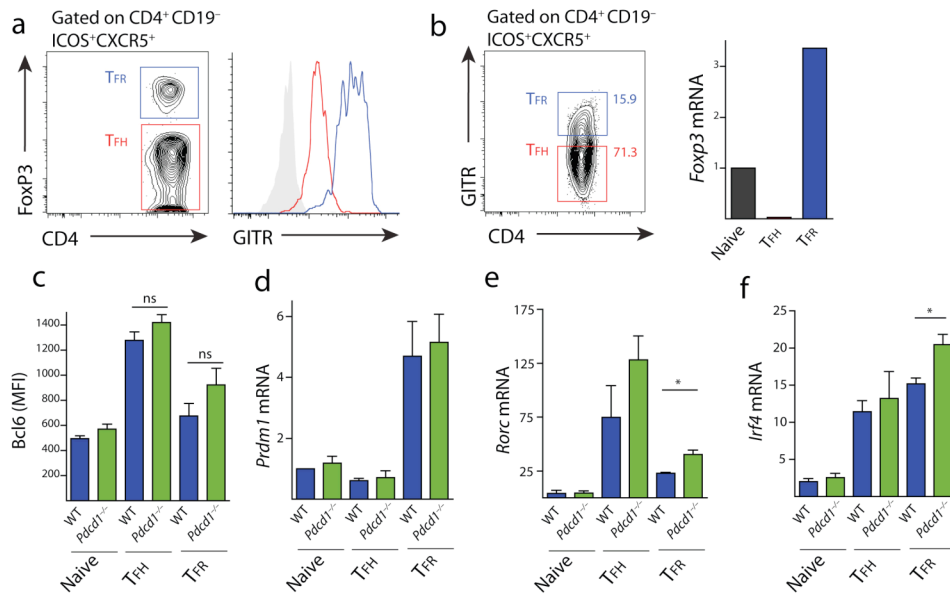 a
Gated on CD4⁺ CD19⁻
ICOS⁺CXCR5⁺
FoxP3
TFR
TFH
CD4
GITR
b
Gated on CD4⁺ CD19⁻
ICOS⁺CXCR5⁺
GITR
TFR
15.9
TFH
71.3
CD4
Foxp3 mRNA
3
2
1
Naive
TFH
TFR
c
Bcl6 (MFI)
1400
1200
1000
800
600
400
200
ns
ns
WT
Pdcd1⁻/⁻
WT
Pdcd1⁻/⁻
WT
Pdcd1⁻/⁻
Naive
TFH
TFR
d
Prdm1 mRNA
6
4
2
WT
Pdcd1⁻/⁻
WT
Pdcd1⁻/⁻
WT
Pdcd1⁻/⁻
Naive
TFH
TFR
e
Rorc mRNA
175
125
75
25
*
WT
Pdcd1⁻/⁻
WT
Pdcd1⁻/⁻
WT
Pdcd1⁻/⁻
Naive
TFH
TFR
f
Irf4 mRNA
25
20
15
10
5
*
WT
Pdcd1⁻/⁻
WT
Pdcd1⁻/⁻
WT
Pdcd1⁻/⁻
Naive
TFH
TFR